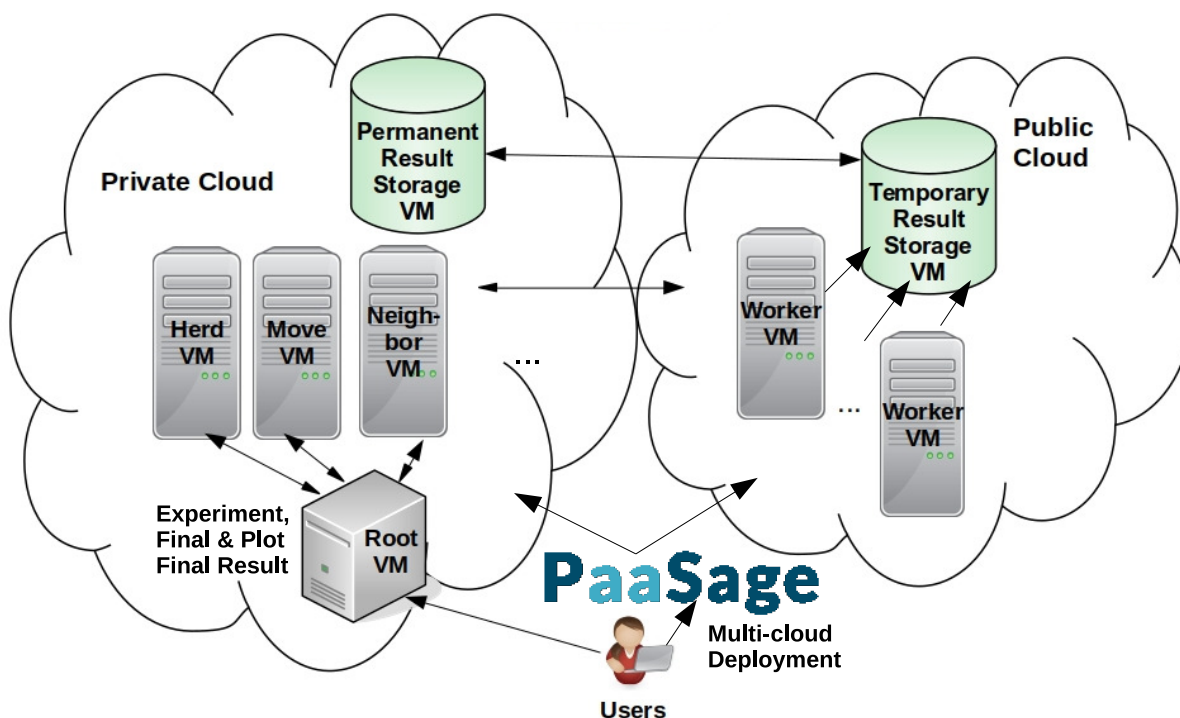 Permanent
Result
Storage
VM
Private Cloud
Public
Cloud
Temporary
Result
Storage
VM
Herd
VM
Move
VM
Neigh-
bor
VM
...
Worker
VM
...
Worker
VM
Experiment,
Final & Plot
Final Result
Root
VM
PaaSage
Multi-cloud
Deployment
Users